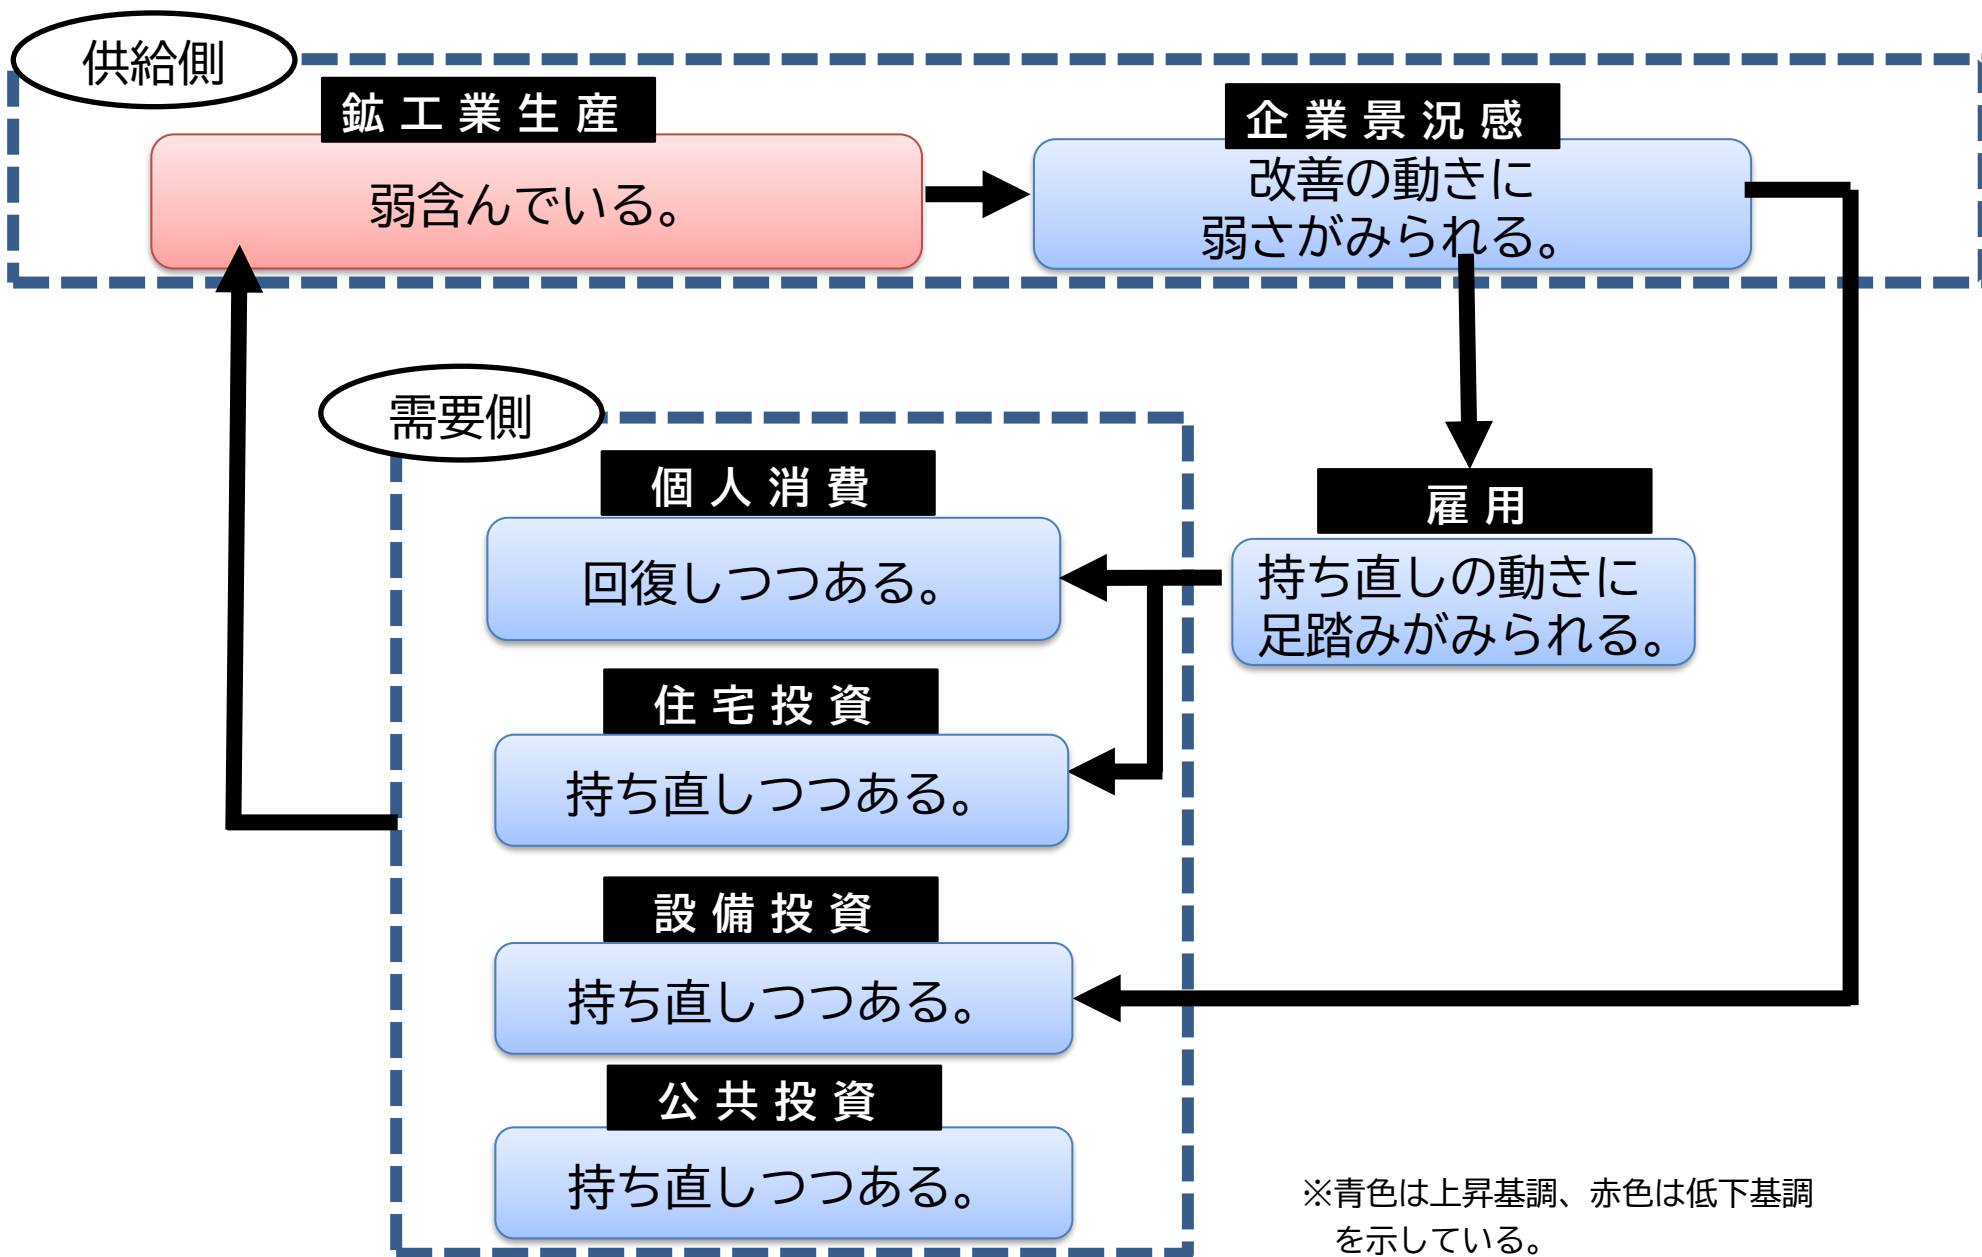 供給側
鉱工業生産
弱含んでいる。
企業景況感
改善の動きに
弱さがみられる。
需要側
個人消費
回復しつつある。
雇用
持ち直しの動きに
足踏みがみられる。
住宅投資
持ち直しつつある。
設備投資
持ち直しつつある。
公共投資
持ち直しつつある。
※青色は上昇基調、赤色は低下基調
を示している。